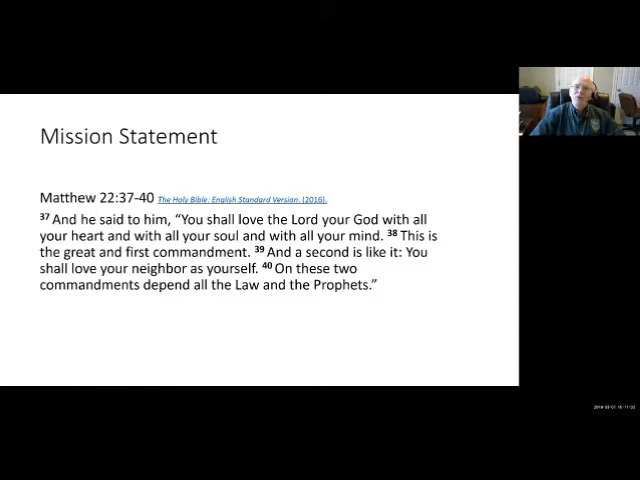 Mission Statement
Matthew 22:37-40 The Holy Bible: English Standard Version. (2016).
37 And he said to him, “You shall love the Lord your God with all
your heart and with all your soul and with all your mind. 38 This is
the great and first commandment. 39 And a second is like it: You
shall love your neighbor as yourself. 40 On these two
commandments depend all the Law and the Prophets.”